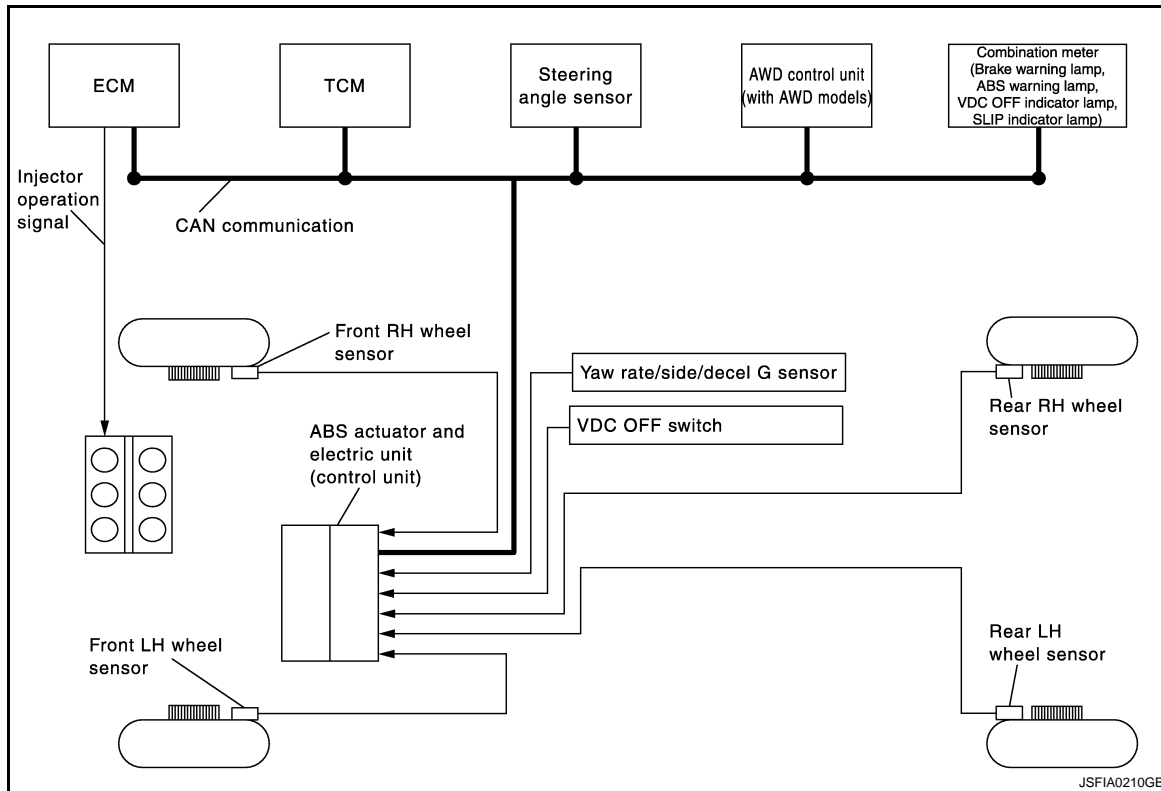 ECM
TCM
Steering
angle sensor
AWD control unit
(with AWD models)
Combination meter
(Brake warning lamp,
ABS warning lamp,
VDC OFF indicator lamp,
SLIP indicator lamp)
Injector
operation
signal
CAN communication
Front RH wheel
sensor
Yaw rate/side/decel G sensor
VDC OFF switch
Rear RH wheel
sensor
ABS actuator and
electric unit
(control unit)
Front LH wheel
sensor
Rear LH
wheel sensor
JSFIA0210GB